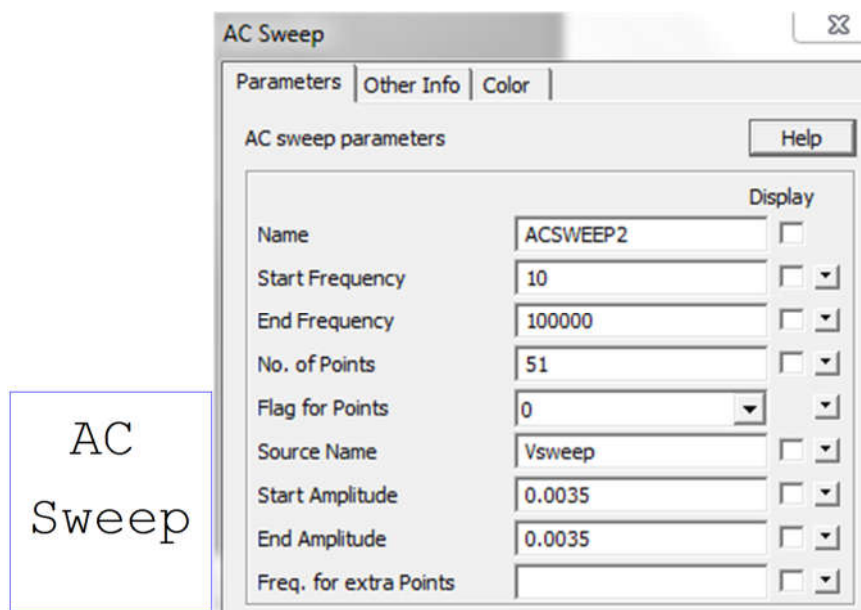 AC Sweep
Parameters Other Info Color
AC sweep parameters Help
Display
Name ACSWEEP2
Start Frequency 10
End Frequency 100000
No. of Points 51
Flag for Points 0
Source Name Vsweep
Start Amplitude 0.0035
End Amplitude 0.0035
Freq. for extra Points
AC
Sweep